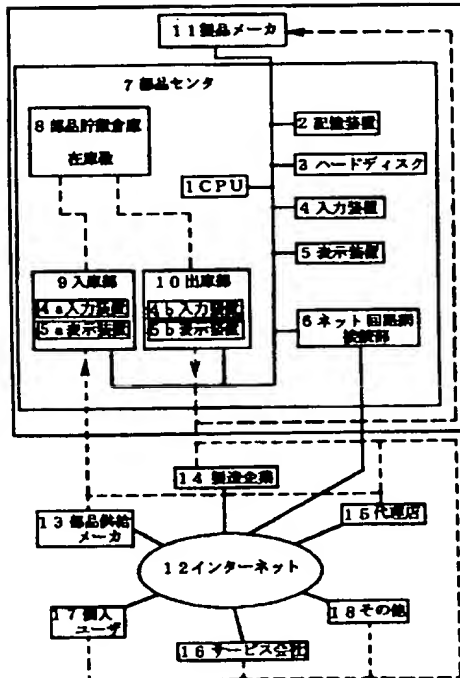 11製品メーカ
7部品センタ
8部品貯蔵倉庫
在庫数
2記憶装置
3ハードディスク
1CPU
4入力装置
5表示装置
9入庫部
4a入力装置
5a表示装置
10出庫部
4b入力装置
5b表示装置
6ネット回路網
接続部
14製造企業
13部品供給
メーカ
15代理店
12インターネット
17個人
ユーザ
18その他
16サービス会社